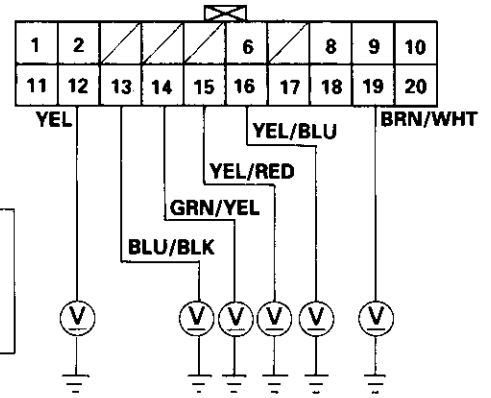 1 2 6 8 9 10
11 12 13 14 15 16 17 18 19 20
YEL BRN/WHT
YEL/BLU
YEL/RED
GRN/YEL
BLU/BLK
V V V V V V